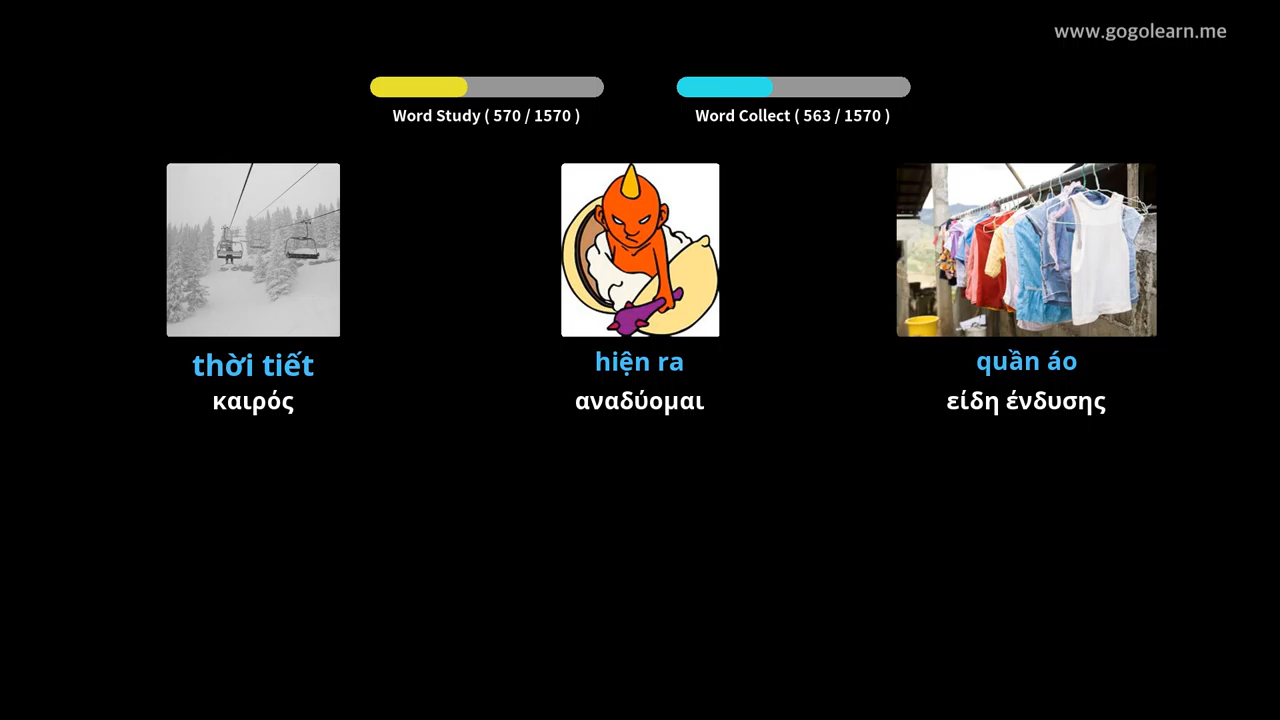 www.gogolearn.me
Word Study ( 570 / 1570 )
Word Collect ( 563 / 1570 )
thời tiết
καιρός
hiện ra
αναδύομαι
quần áo
είδη ένδυσης